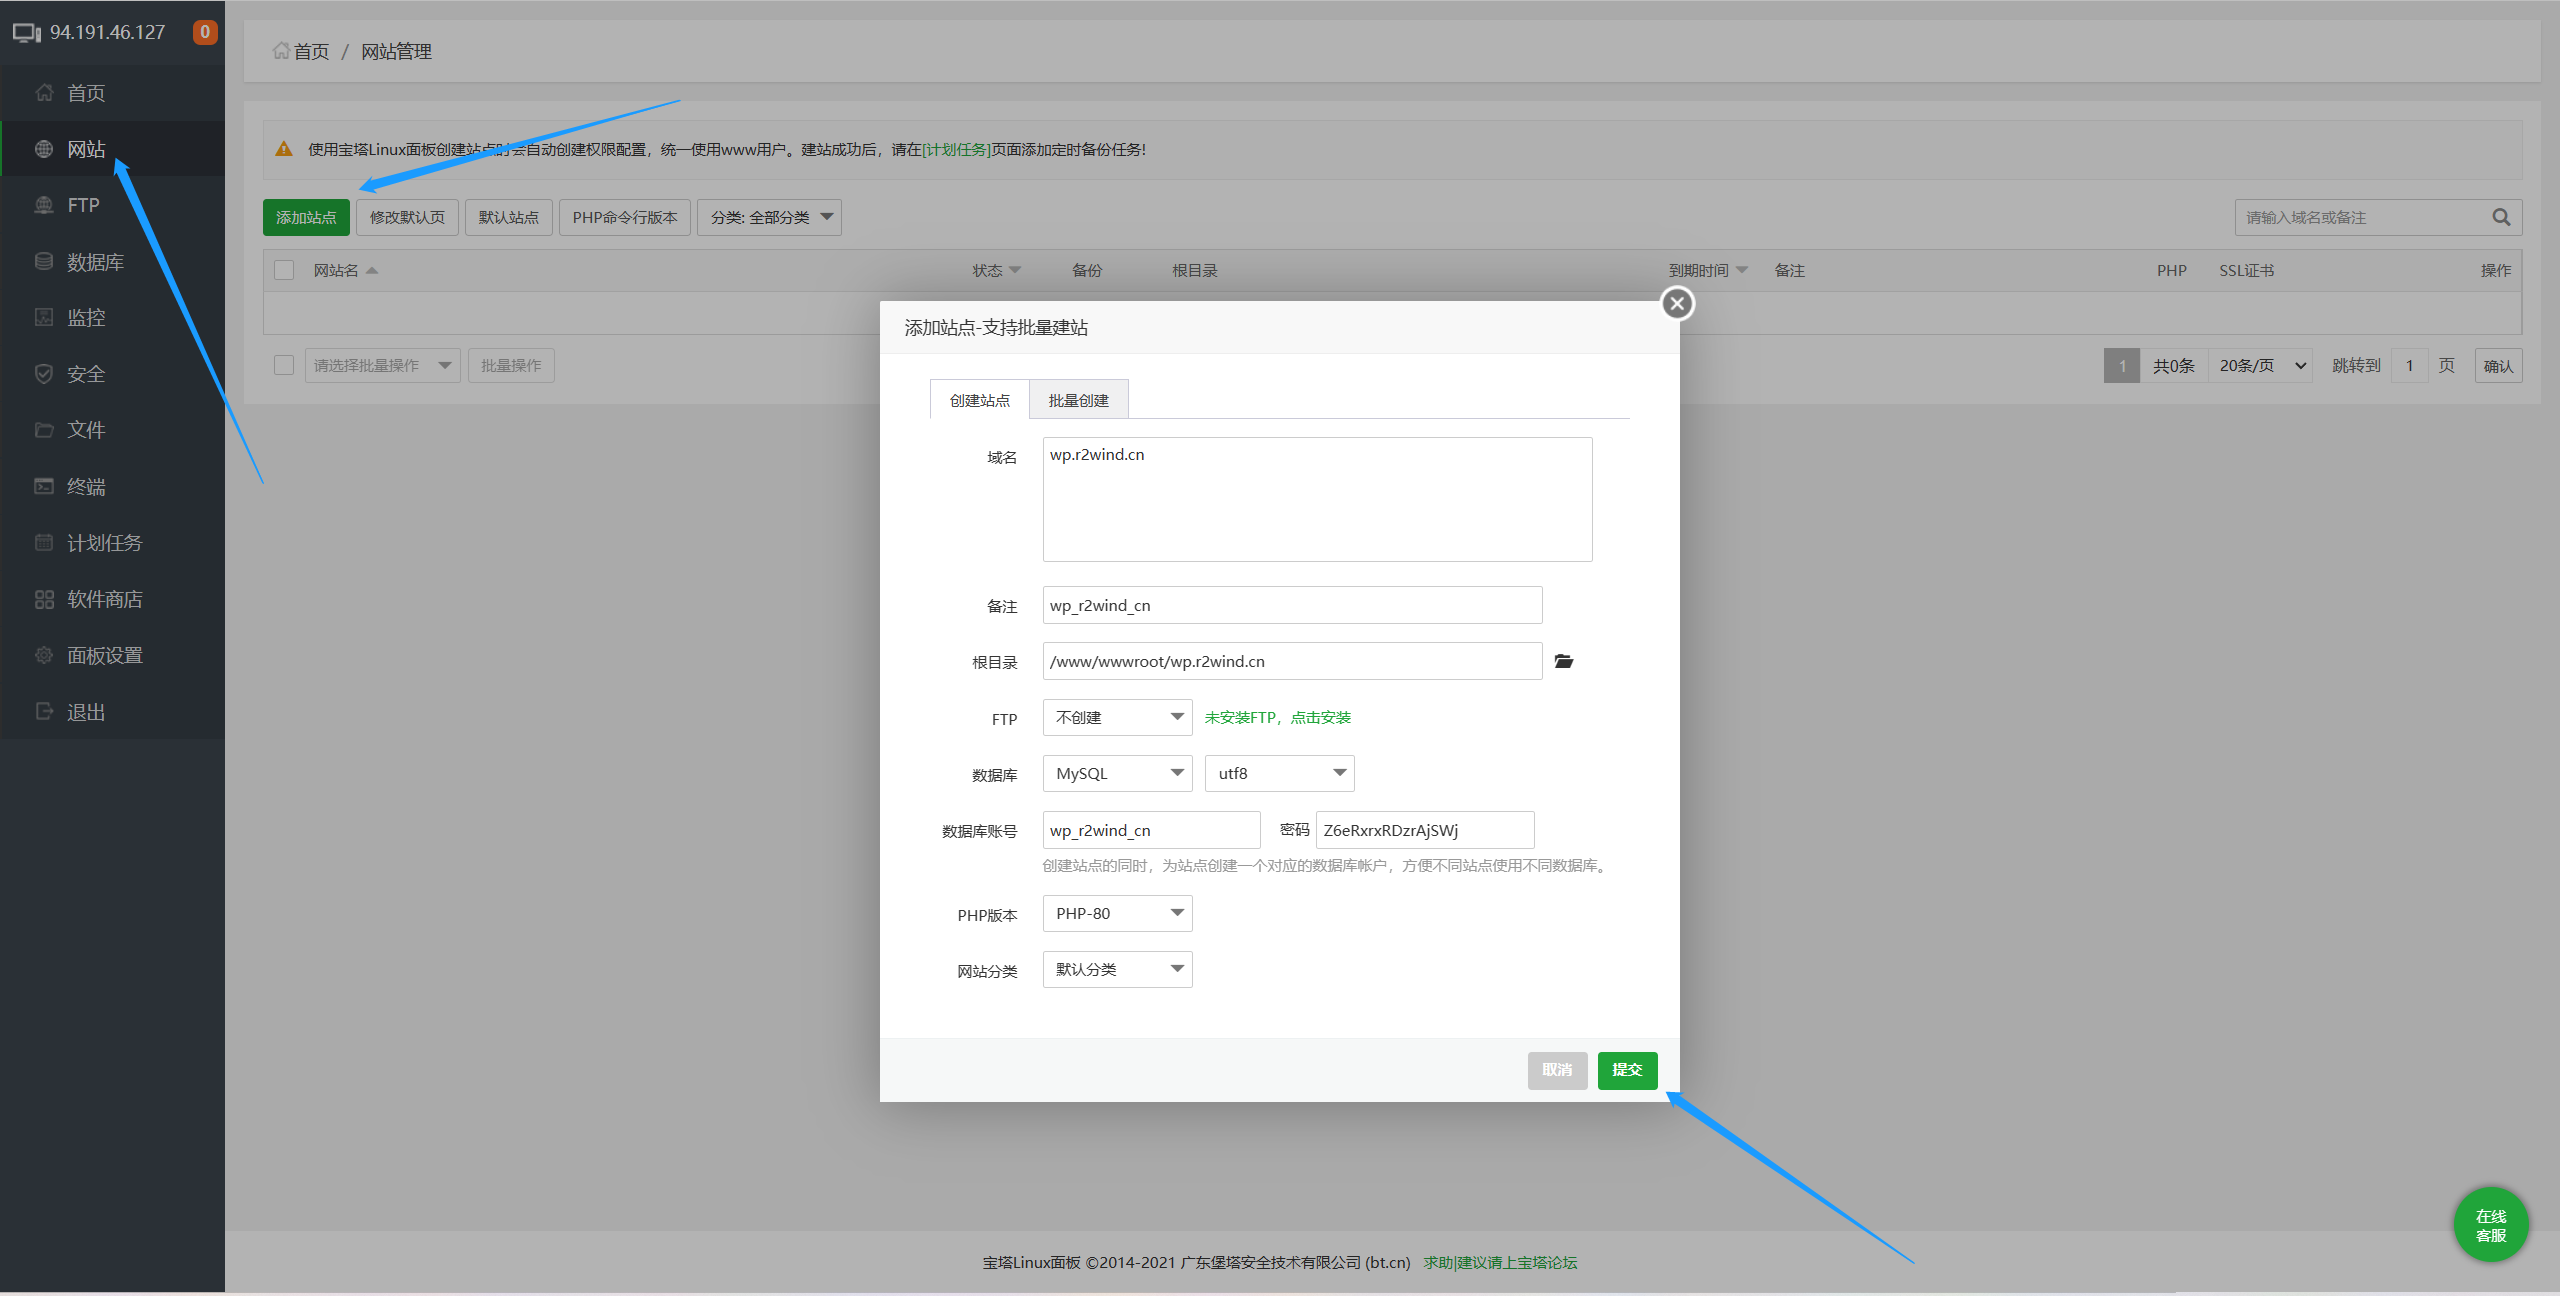 94.191.46.127 0
首页
网站
FTP
数据库
监控
安全
文件
终端
计划任务
软件商店
面板设置
退出
首页 / 网站管理
使用宝塔Linux面板创建站点时会自动创建权限配置，统一使用www用户。建站成功后，请在[计划任务]页面添加定时备份任务!
添加站点 修改默认页 默认站点 PHP命令行版本 分类: 全部分类 请输入域名或备注
网站名 状态 备份 根目录 到期时间 备注 PHP SSL证书 操作
请选择批量操作 批量操作 1 共0条 20条/页 跳转到 1 页 确认
添加站点-支持批量建站
创建站点 批量创建
域名 wp.r2wind.cn
备注 wp_r2wind_cn
根目录 /www/wwwroot/wp.r2wind.cn
FTP 不创建 未安装FTP，点击安装
数据库 MySQL utf8
数据库账号 wp_r2wind_cn 密码 Z6eRxrxRDzrAjSWj
创建站点的同时，为站点创建一个对应的数据库帐户，方便不同站点使用不同数据库。
PHP版本 PHP-80
网站分类 默认分类
取消 提交
在线
客服
宝塔Linux面板 ©2014-2021 广东堡塔安全技术有限公司 (bt.cn) 求助|建议请上宝塔论坛